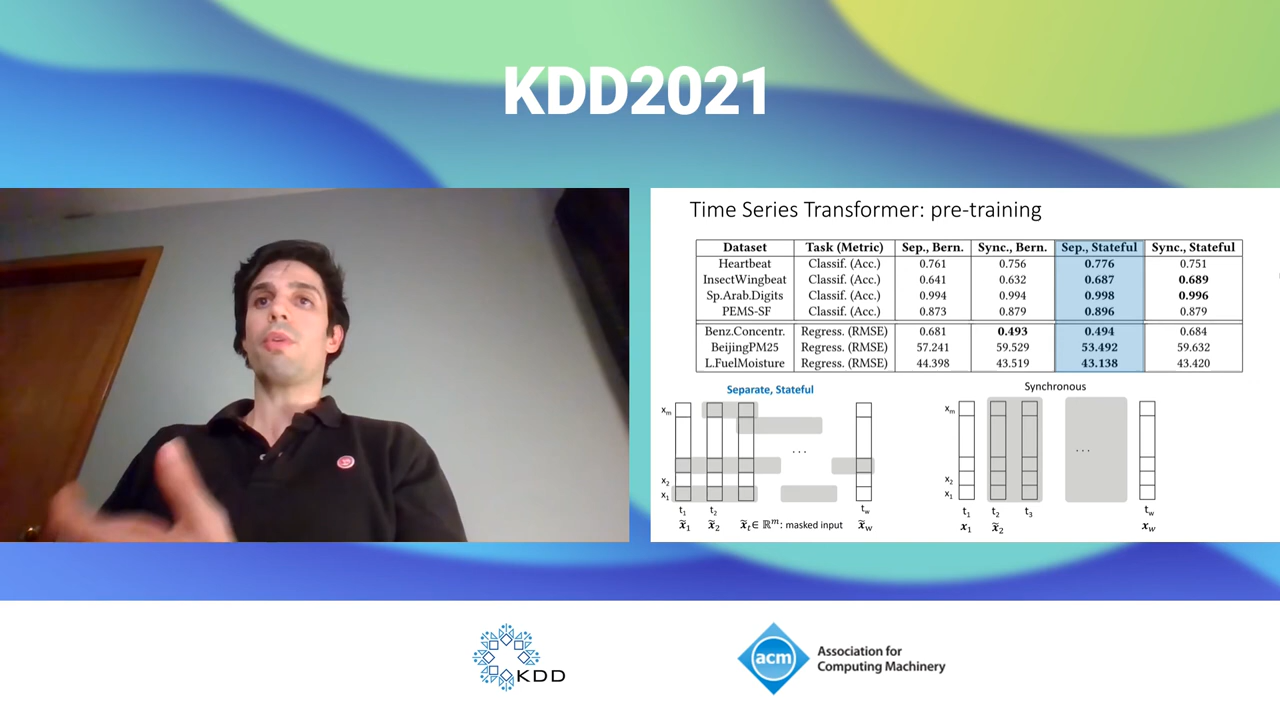 KDD2021
Time Series Transformer: pre-training
Dataset Task (Metric) Sep., Bern. Sync., Bern. Sep., Stateful Sync., Stateful
Heartbeat Classif. (Acc.) 0.761 0.756 0.776 0.751
InsectWingbeat Classif. (Acc.) 0.641 0.632 0.687 0.689
Sp.Arab.Digits Classif. (Acc.) 0.994 0.994 0.998 0.996
PEMS-SF Classif. (Acc.) 0.873 0.879 0.896 0.879
Benz.Concentr. Regress. (RMSE) 0.681 0.493 0.494 0.684
BeijingPM25 Regress. (RMSE) 57.241 59.529 53.492 59.632
L.FuelMoisture Regress. (RMSE) 44.398 43.519 43.138 43.420
Separate, Stateful
xₘ
...
x₂
x₁
t₁ t₂ t_w
x̃₁ x̃₂ x̃ₜ∈ ℝᵐ: masked input x̃_w
Synchronous
xₘ
...
x₂
x₁
t₁ t₂ t₃ t_w
x₁ x̃₂ x_w
KDD
acm
Association for
Computing Machinery